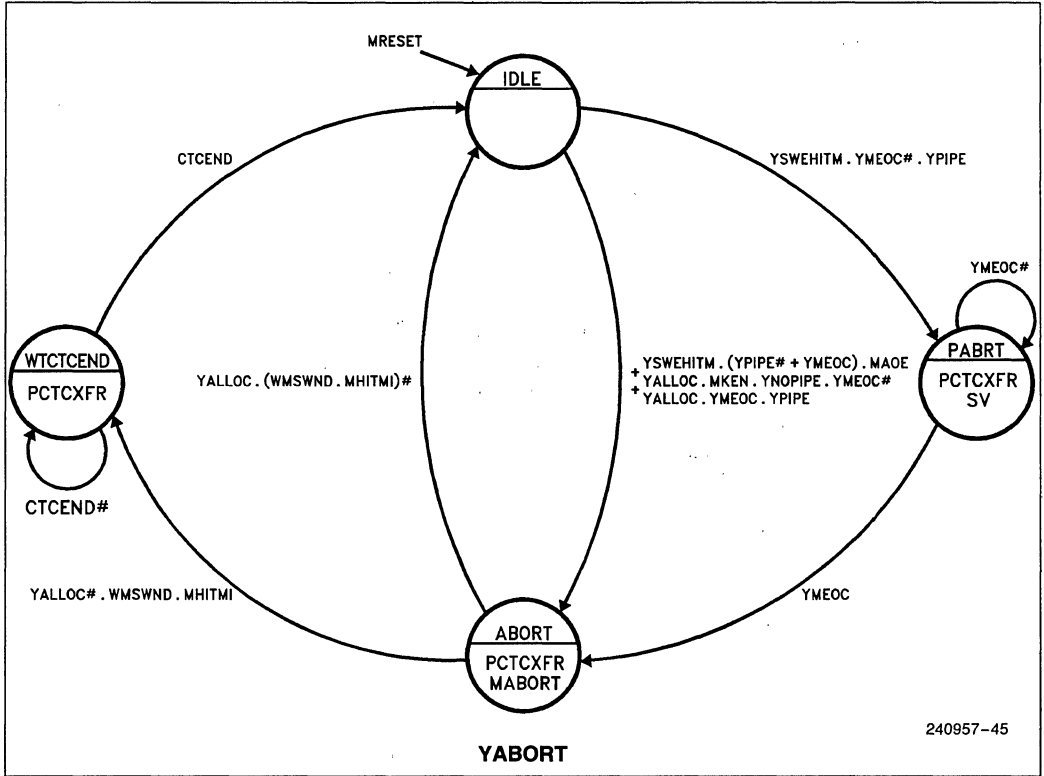 MRESET
IDLE
CTCEND
YSWEHITM . YMEOC# . YPIPE
YMEOC#
WTCTCEND
PCTCXFR
YALLOC . (WMSWND . MHITMI)#
YSWEHITM . (YPIPE# + YMEOC) . MAOE
+ YALLOC . MKEN . YNOPIPE . YMEOC#
+ YALLOC . YMEOC . YPIPE
PABRT
PCTCXFR
SV
CTCEND#
YALLOC# . WMSWND . MHITMI
YMEOC
ABORT
PCTCXFR
MABORT
240957-45
YABORT